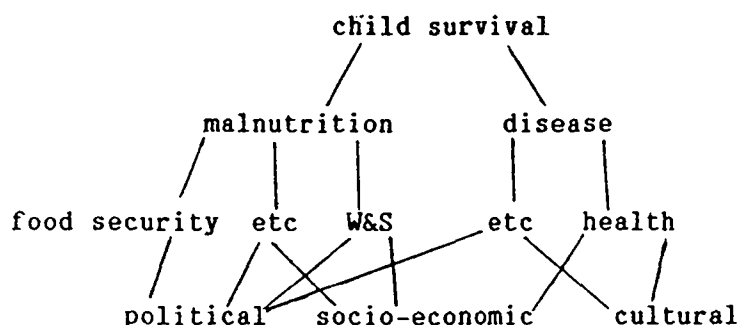 child survival
malnutrition disease
food security etc W&S etc health
political socio-economic cultural